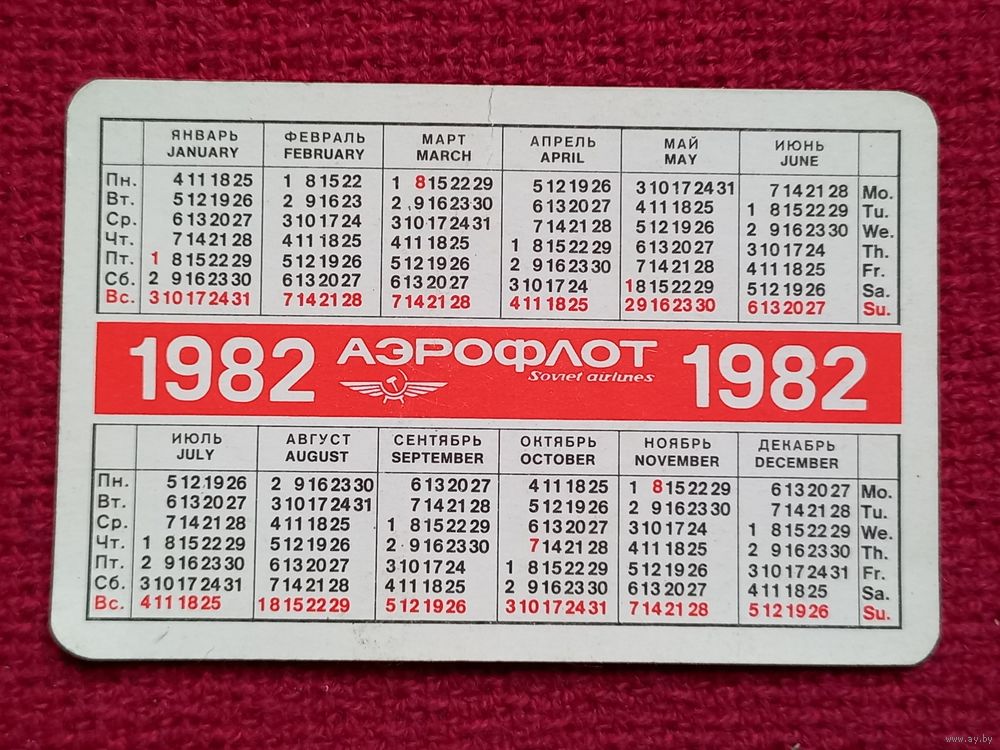 ЯНВАРЬ ФЕВРАЛЬ МАРТ АПРЕЛЬ МАЙ ИЮНЬ
JANUARY FEBRUARY MARCH APRIL MAY JUNE
Пн. 4 11 18 25 1 8 15 22 1 8 15 22 29 5 12 19 26 3 10 17 24 31 7 14 21 28 Mo.
Вт. 5 12 19 26 2 9 16 23 2 9 16 23 30 6 13 20 27 4 11 18 25 1 8 15 22 29 Tu.
Ср. 6 13 20 27 3 10 17 24 3 10 17 24 31 7 14 21 28 5 12 19 26 2 9 16 23 30 We.
Чт. 7 14 21 28 4 11 18 25 4 11 18 25 1 8 15 22 29 6 13 20 27 3 10 17 24 Th.
Пт. 1 8 15 22 29 5 12 19 26 5 12 19 26 2 9 16 23 30 7 14 21 28 4 11 18 25 Fr.
Сб. 2 9 16 23 30 6 13 20 27 6 13 20 27 3 10 17 24 1 8 15 22 29 5 12 19 26 Sa.
Вс. 3 10 17 24 31 7 14 21 28 7 14 21 28 4 11 18 25 2 9 16 23 30 6 13 20 27 Su.
1982 АЭРОФЛОТ 1982
Soviet airlines
ИЮЛЬ АВГУСТ СЕНТЯБРЬ ОКТЯБРЬ НОЯБРЬ ДЕКАБРЬ
JULY AUGUST SEPTEMBER OCTOBER NOVEMBER DECEMBER
Пн. 5 12 19 26 2 9 16 23 30 6 13 20 27 4 11 18 25 1 8 15 22 29 6 13 20 27 Mo.
Вт. 6 13 20 27 3 10 17 24 31 7 14 21 28 5 12 19 26 2 9 16 23 30 7 14 21 28 Tu.
Ср. 7 14 21 28 4 11 18 25 1 8 15 22 29 6 13 20 27 3 10 17 24 1 8 15 22 29 We.
Чт. 1 8 15 22 29 5 12 19 26 2 9 16 23 30 7 14 21 28 4 11 18 25 2 9 16 23 30 Th.
Пт. 2 9 16 23 30 6 13 20 27 3 10 17 24 1 8 15 22 29 5 12 19 26 3 10 17 24 31 Fr.
Сб. 3 10 17 24 31 7 14 21 28 4 11 18 25 2 9 16 23 30 6 13 20 27 4 11 18 25 Sa.
Вс. 4 11 18 25 1 8 15 22 29 5 12 19 26 3 10 17 24 31 7 14 21 28 5 12 19 26 Su.
www.ay.by